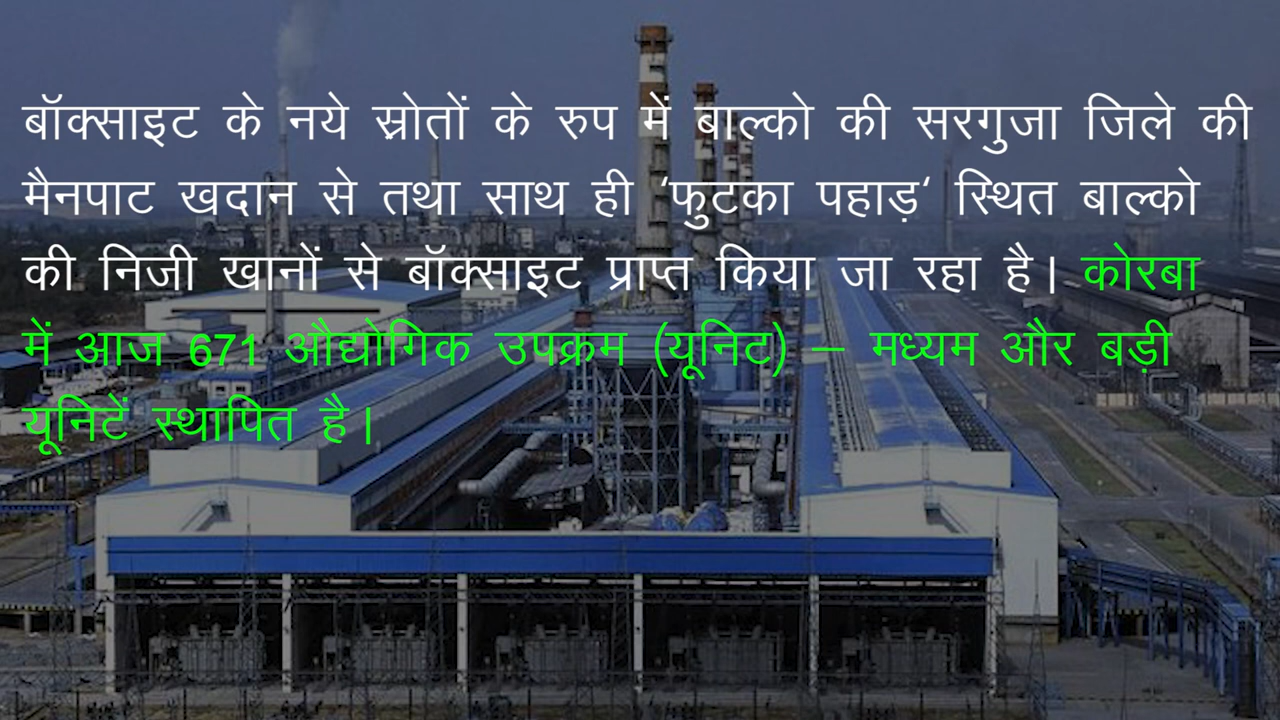 बॉक्साइट के नये स्रोतों के रुप में बाल्को की सरगुजा जिले की
मैनपाट खदान से तथा साथ ही ‘फुटका पहाड़‘ स्थित बाल्को
की निजी खानों से बॉक्साइट प्राप्त किया जा रहा है। कोरबा
में आज 671 औद्योगिक उपक्रम (यूनिट) – मध्यम और बड़ी
यूनिटें स्थापित है।